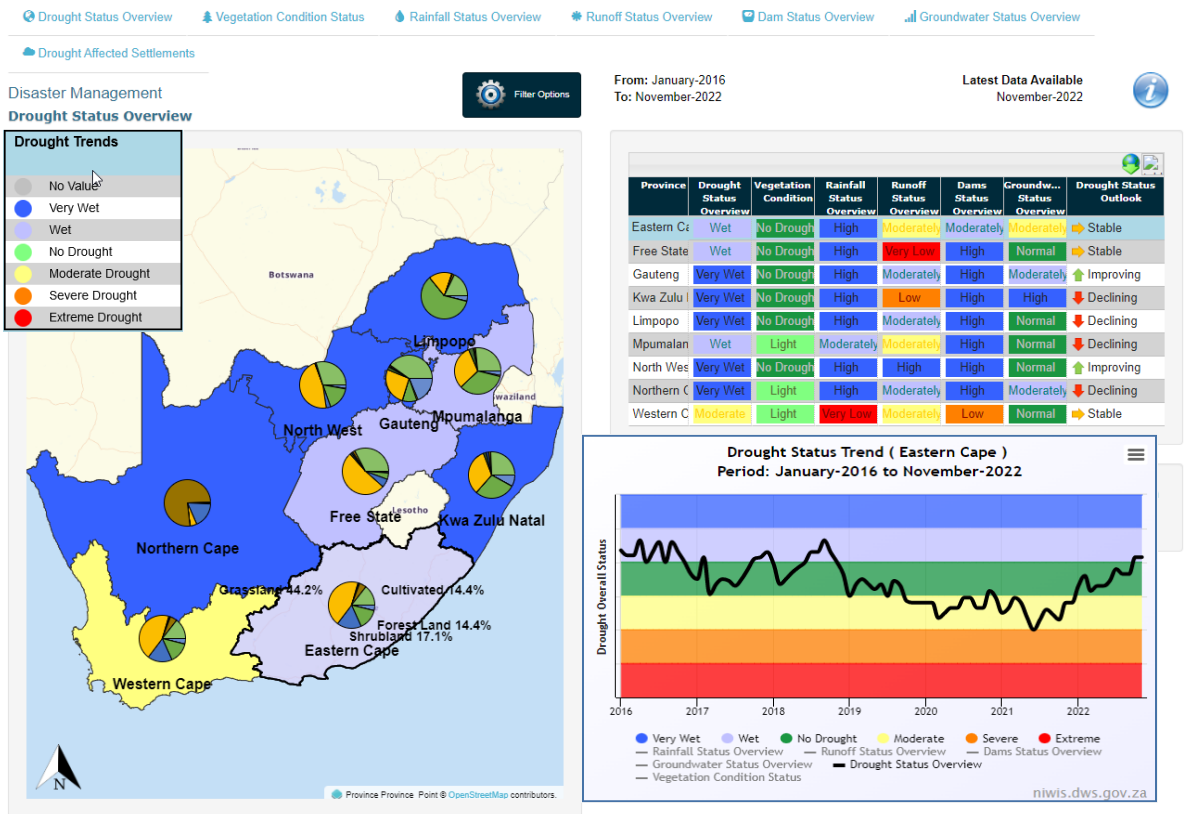 Drought Status Overview Vegetation Condition Status Rainfall Status Overview Runoff Status Overview Dam Status Overview Groundwater Status Overview
Drought Affected Settlements
Disaster Management
Drought Status Overview
Filter Options
From: January-2016
To: November-2022
Latest Data Available
November-2022
Drought Trends
No Value
Very Wet
Wet
No Drought
Moderate Drought
Severe Drought
Extreme Drought
Botswana
Limpopo
waziland
Mpumalanga
Gauteng
North West
Lesotho
Free State
Kwa Zulu Natal
Northern Cape
Grassland 44.2%
Cultivated 14.4%
Forest Land 14.4%
Shrubland 17.1%
Eastern Cape
Western Cape
N
Province Province Point © OpenStreetMap contributors.
Province Drought Status Overview Vegetation Condition Rainfall Status Overview Runoff Status Overview Dams Status Overview Groundw... Status Overview Drought Status Outlook
Eastern Ca Wet No Drough High Moderately Moderately Moderately Stable
Free State Wet No Drough High Very Low High Normal Stable
Gauteng Very Wet No Drough High Moderately High Moderately Improving
Kwa Zulu Very Wet No Drough High Low High High Declining
Limpopo Very Wet No Drough High Moderately High Normal Declining
Mpumalan Wet Light Moderately Moderately High Normal Declining
North Wes Very Wet No Drough High High High Normal Improving
Northern C Very Wet Light High Moderately High Moderately Declining
Western C Moderate Light Very Low Moderately Low Normal Stable
Drought Status Trend ( Eastern Cape )
Period: January-2016 to November-2022
Drought Overall Status
2016 2017 2018 2019 2020 2021 2022
Very Wet Wet No Drought Moderate Severe Extreme
Rainfall Status Overview Runoff Status Overview Dams Status Overview
Groundwater Status Overview Drought Status Overview
Vegetation Condition Status
niwis.dws.gov.za